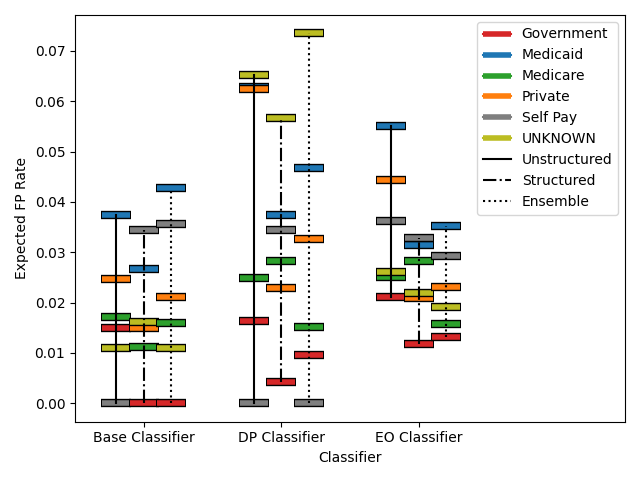 Government
Medicaid
Medicare
Private
Self Pay
UNKNOWN
Unstructured
Structured
Ensemble
0.07
0.06
0.05
0.04
0.03
0.02
0.01
0.00
Expected FP Rate
Base Classifier
DP Classifier
EO Classifier
Classifier